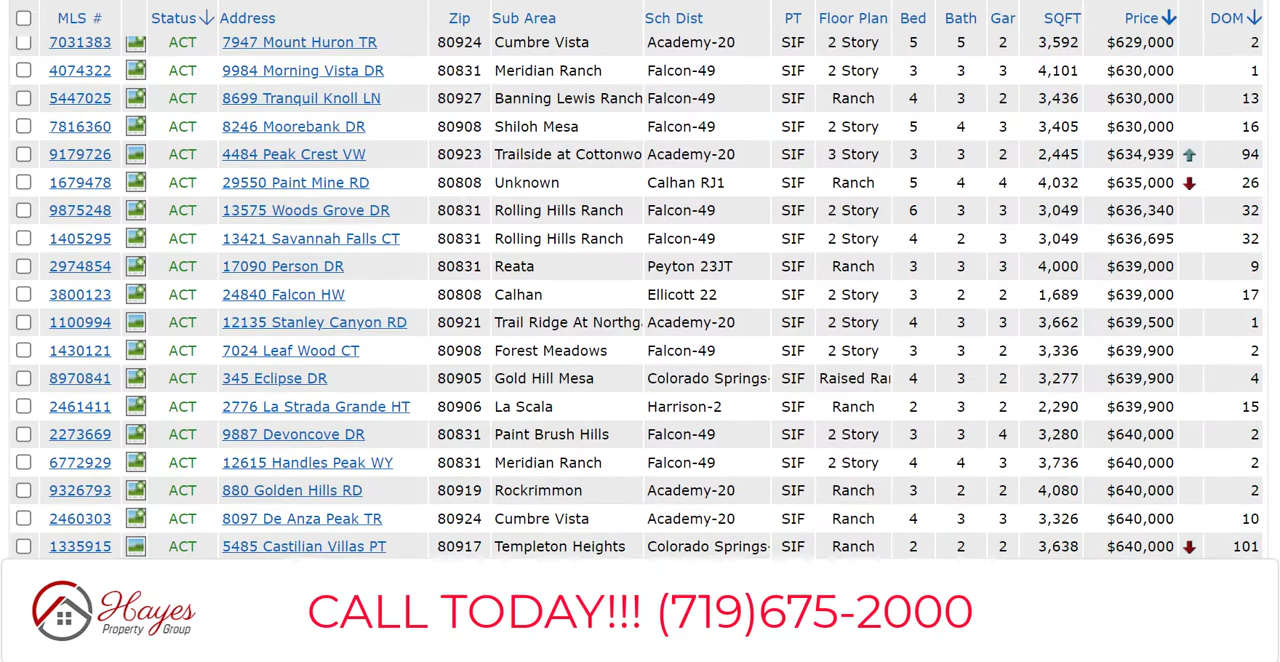 MLS # Status Address Zip Sub Area Sch Dist PT Floor Plan Bed Bath Gar SQFT Price DOM
7031383 ACT 7947 Mount Huron TR 80924 Cumbre Vista Academy-20 SIF 2 Story 5 5 2 3,592 $629,000 2
4074322 ACT 9984 Morning Vista DR 80831 Meridian Ranch Falcon-49 SIF 2 Story 3 3 3 4,101 $630,000 1
5447025 ACT 8699 Tranquil Knoll LN 80927 Banning Lewis Ranch Falcon-49 SIF Ranch 4 3 2 3,436 $630,000 13
7816360 ACT 8246 Moorebank DR 80908 Shiloh Mesa Falcon-49 SIF 2 Story 5 4 3 3,405 $630,000 16
9179726 ACT 4484 Peak Crest VW 80923 Trailside at Cottonwo Academy-20 SIF 3 Story 3 3 2 2,445 $634,939 94
1679478 ACT 29550 Paint Mine RD 80808 Unknown Calhan RJ1 SIF Ranch 5 4 4 4,032 $635,000 26
9875248 ACT 13575 Woods Grove DR 80831 Rolling Hills Ranch Falcon-49 SIF 2 Story 6 3 3 3,049 $636,340 32
1405295 ACT 13421 Savannah Falls CT 80831 Rolling Hills Ranch Falcon-49 SIF 2 Story 4 2 3 3,049 $636,695 32
2974854 ACT 17090 Person DR 80831 Reata Peyton 23JT SIF Ranch 3 3 3 4,000 $639,000 9
3800123 ACT 24840 Falcon HW 80808 Calhan Ellicott 22 SIF 2 Story 3 2 2 1,689 $639,000 17
1100994 ACT 12135 Stanley Canyon RD 80921 Trail Ridge At Northga Academy-20 SIF 2 Story 4 3 3 3,662 $639,500 1
1430121 ACT 7024 Leaf Wood CT 80908 Forest Meadows Falcon-49 SIF 2 Story 3 3 2 3,336 $639,900 2
8970841 ACT 345 Eclipse DR 80905 Gold Hill Mesa Colorado Springs- SIF Raised Ran 4 3 2 3,277 $639,900 4
2461411 ACT 2776 La Strada Grande HT 80906 La Scala Harrison-2 SIF Ranch 2 3 2 2,290 $639,900 15
2273669 ACT 9887 Devoncove DR 80831 Paint Brush Hills Falcon-49 SIF 2 Story 3 3 4 3,280 $640,000 2
6772929 ACT 12615 Handles Peak WY 80831 Meridian Ranch Falcon-49 SIF 2 Story 4 4 3 3,736 $640,000 2
9326793 ACT 880 Golden Hills RD 80919 Rockrimmon Academy-20 SIF Ranch 3 2 2 4,080 $640,000 2
2460303 ACT 8097 De Anza Peak TR 80924 Cumbre Vista Academy-20 SIF Ranch 4 3 3 3,326 $640,000 10
1335915 ACT 5485 Castilian Villas PT 80917 Templeton Heights Colorado Springs- SIF Ranch 2 2 2 3,638 $640,000 101
Hayes
Property Group
CALL TODAY!!! (719)675-2000